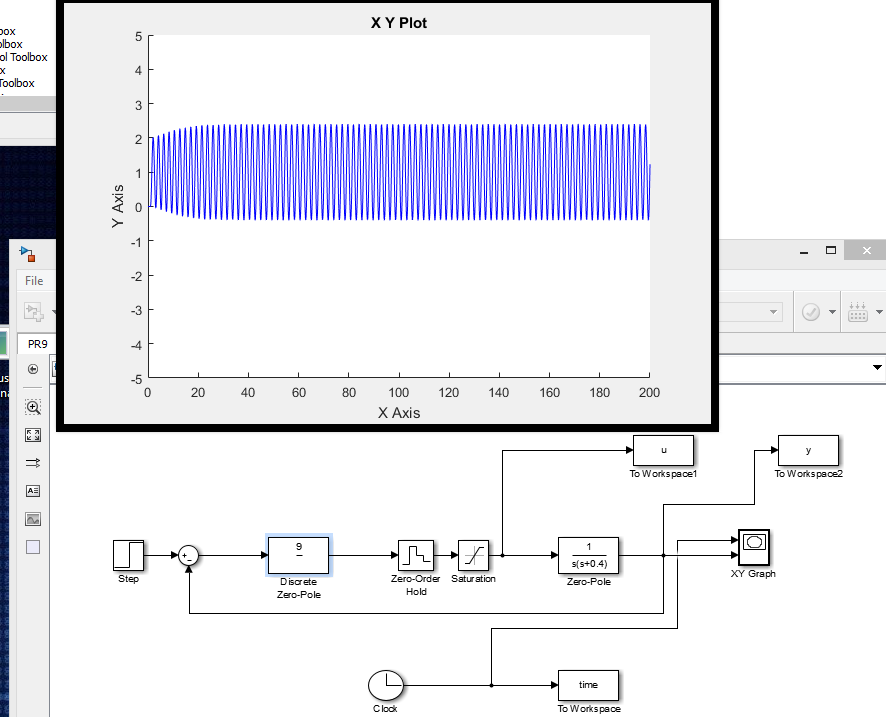 box
olbox
ol Toolbox
x
Toolbox
X Y Plot
5
4
3
2
1
0
-1
-2
-3
-4
-5
Y Axis
0 20 40 60 80 100 120 140 160 180 200
X Axis
File
PR9
us
na
u
To Workspace1
y
To Workspace2
Step
+
-
9
Discrete
Zero-Pole
Zero-Order
Hold
Saturation
1
s(s+0.4)
Zero-Pole
XY Graph
Clock
time
To Workspace